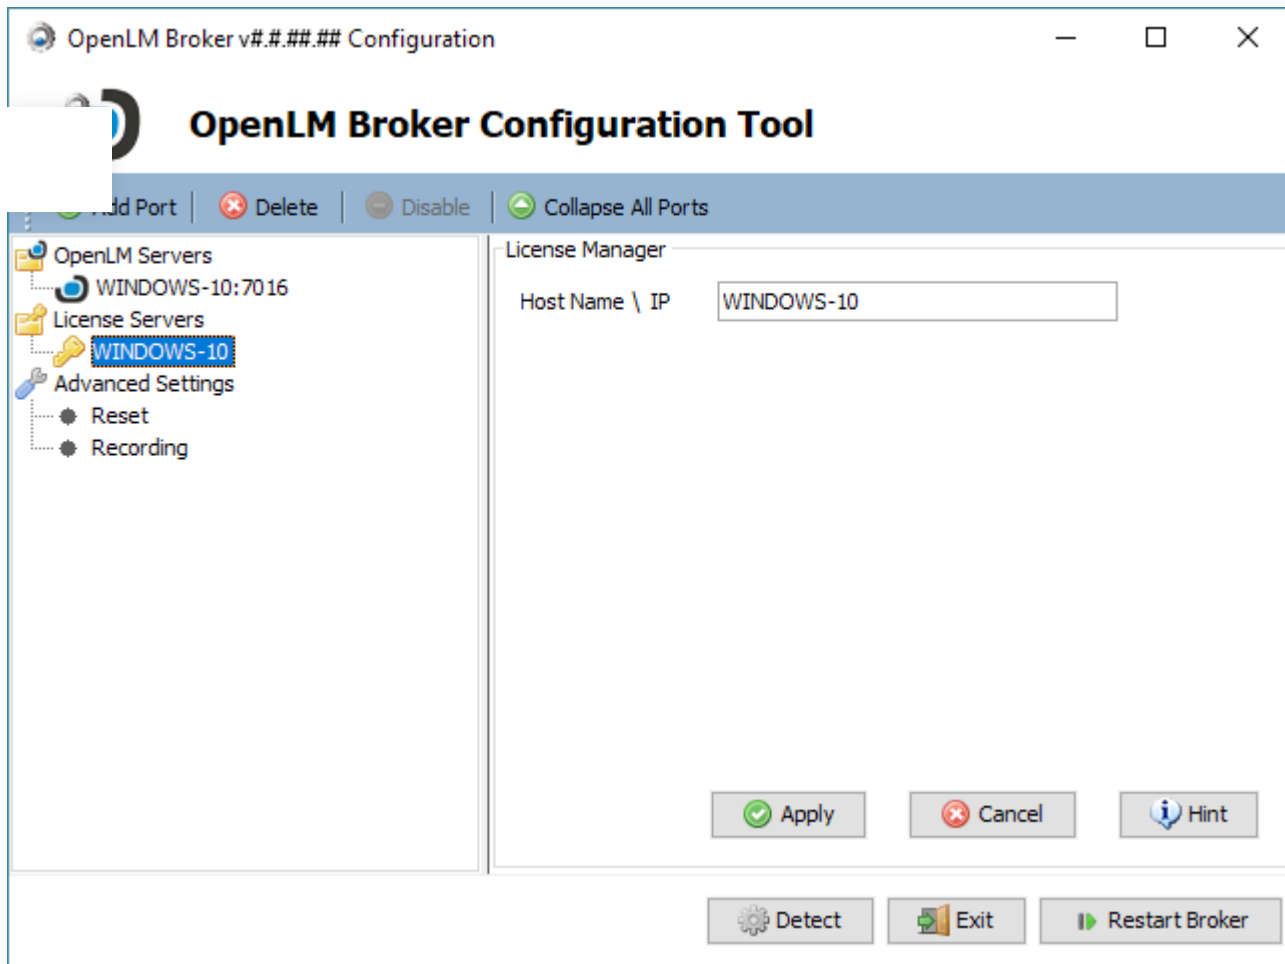 OpenLM Broker v#.#.##.## Configuration
OpenLM Broker Configuration Tool
Add Port Delete Disable Collapse All Ports
OpenLM Servers
WINDOWS-10:7016
License Servers
WINDOWS-10
Advanced Settings
Reset
Recording
License Manager
Host Name \ IP WINDOWS-10
Apply Cancel Hint
Detect Exit Restart Broker